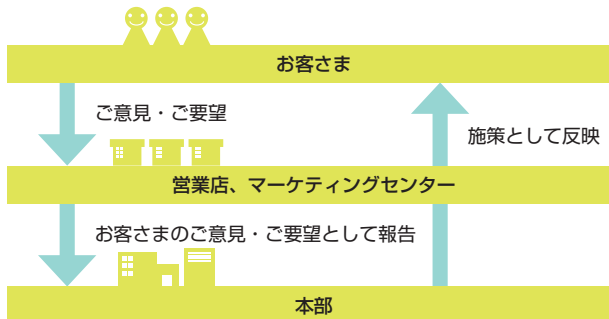 お客さま
ご意見・ご要望
施策として反映
営業店、マーケティングセンター
お客さまのご意見・ご要望として報告
本部